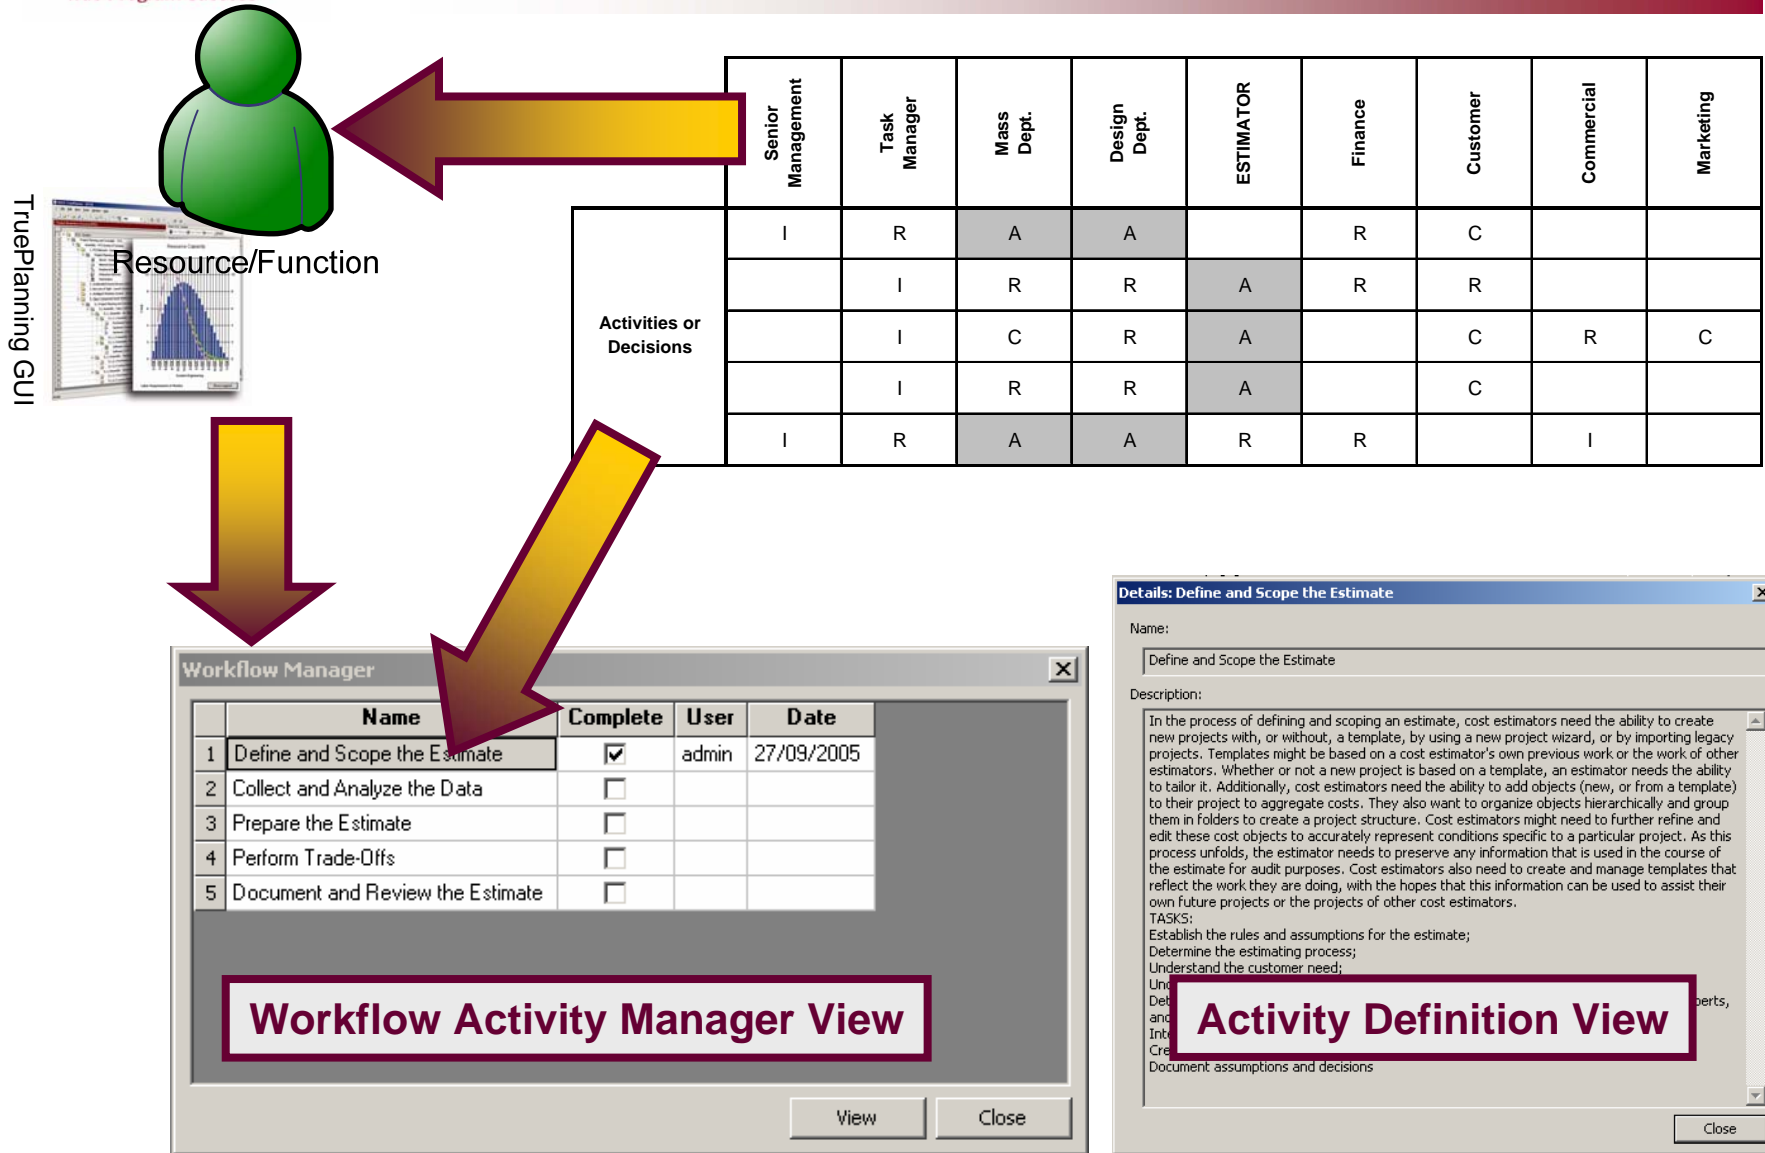 Senior
Management
Task
Manager
Mass
Dept.
Design
Dept.
ESTIMATOR
Finance
Customer
Commercial
Marketing
TruePlanning GUI
Resource/Function
Activities or
Decisions
I R A A R C
I R R A R R
I C R A C R C
I R R A C
I R A A R R I
Workflow Manager
Name Complete User Date
1 Define and Scope the Estimate admin 27/09/2005
2 Collect and Analyze the Data
3 Prepare the Estimate
4 Perform Trade-Offs
5 Document and Review the Estimate
Workflow Activity Manager View
View Close
Details: Define and Scope the Estimate
Name:
Define and Scope the Estimate
Description:
In the process of defining and scoping an estimate, cost estimators need the ability to create
new projects with, or without, a template, by using a new project wizard, or by importing legacy
projects. Templates might be based on a cost estimator's own previous work or the work of other
estimators. Whether or not a new project is based on a template, an estimator needs the ability
to tailor it. Additionally, cost estimators need the ability to add objects (new, or from a template)
to their project to aggregate costs. They also want to organize objects hierarchically and group
them in folders to create a project structure. Cost estimators might need to further refine and
edit these cost objects to accurately represent conditions specific to a particular project. As this
process unfolds, the estimator needs to preserve any information that is used in the course of
the estimate for audit purposes. Cost estimators also need to create and manage templates that
reflect the work they are doing, with the hopes that this information can be used to assist their
own future projects or the projects of other cost estimators.
TASKS:
Establish the rules and assumptions for the estimate;
Determine the estimating process;
Understand the customer need;
Document assumptions and decisions
Activity Definition View
Close